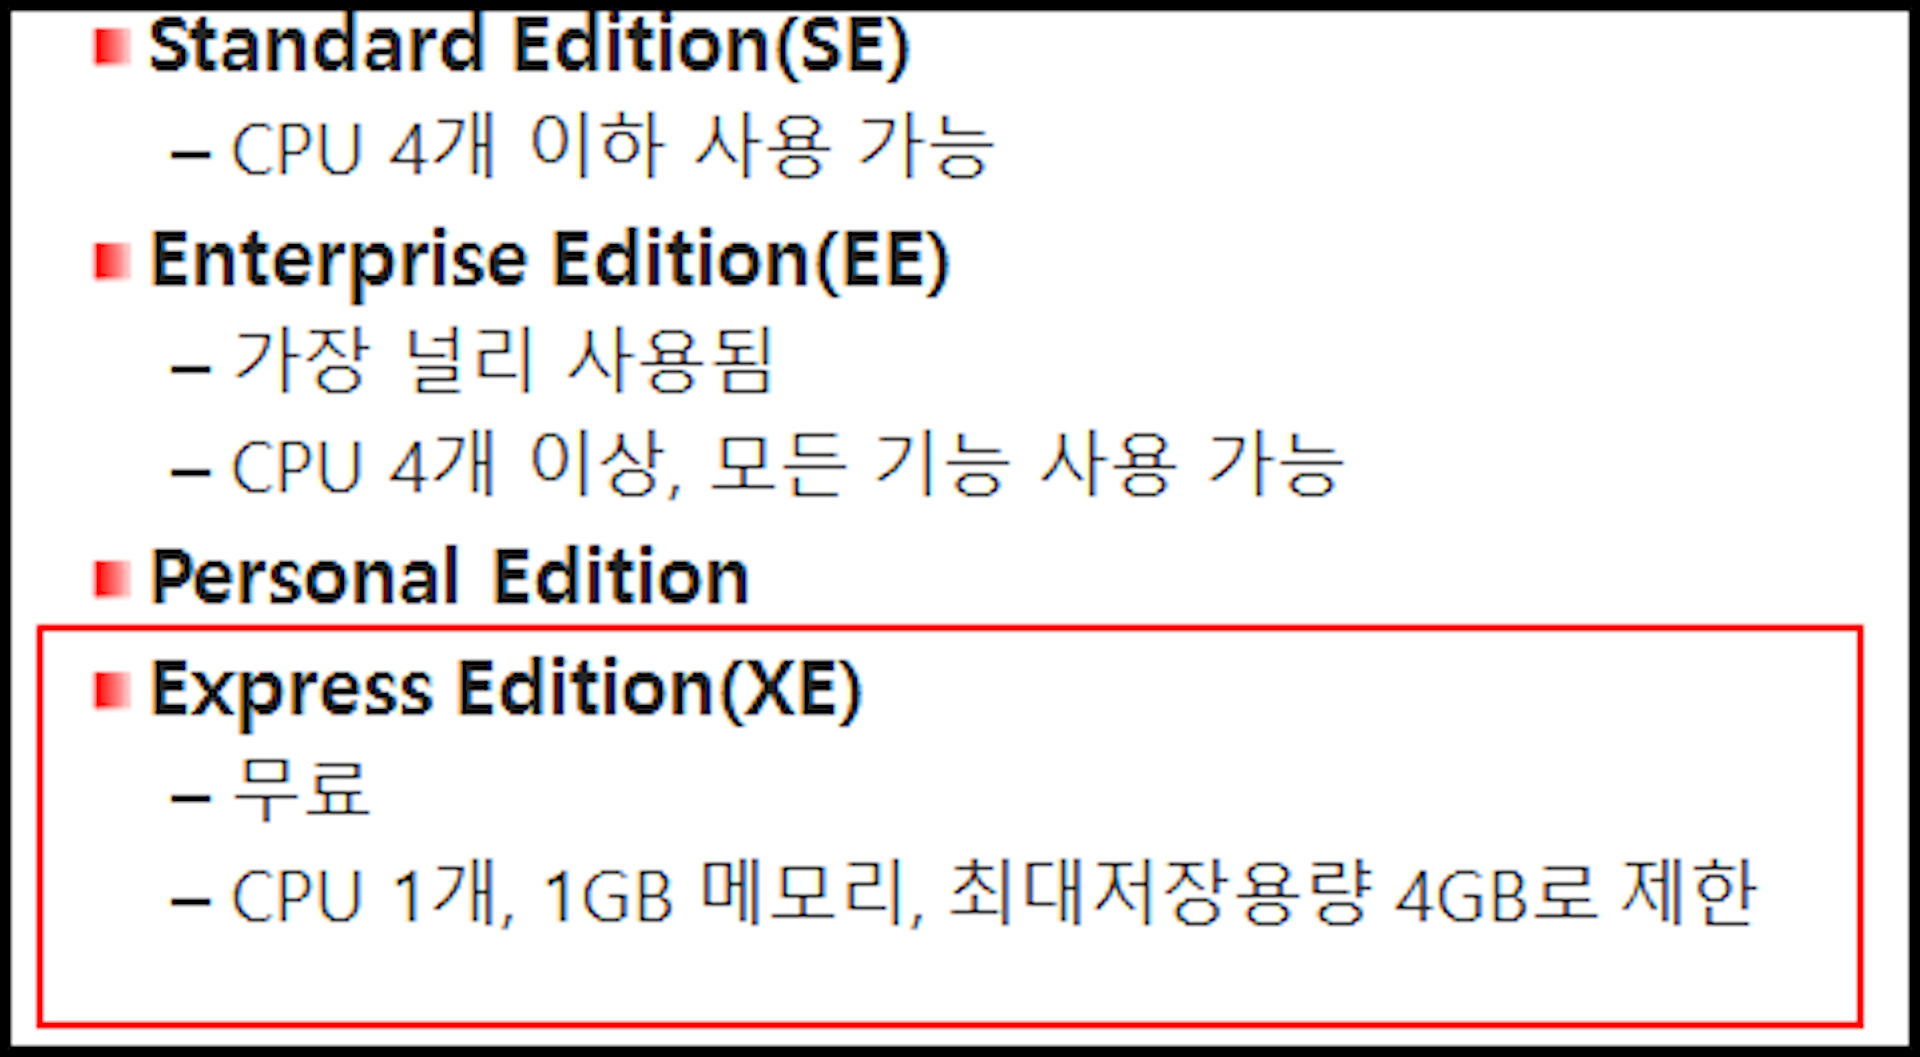 Standard Edition(SE)
– CPU 4개 이하 사용 가능
Enterprise Edition(EE)
– 가장 널리 사용됨
– CPU 4개 이상, 모든 기능 사용 가능
Personal Edition
Express Edition(XE)
– 무료
– CPU 1개, 1GB 메모리, 최대저장용량 4GB로 제한